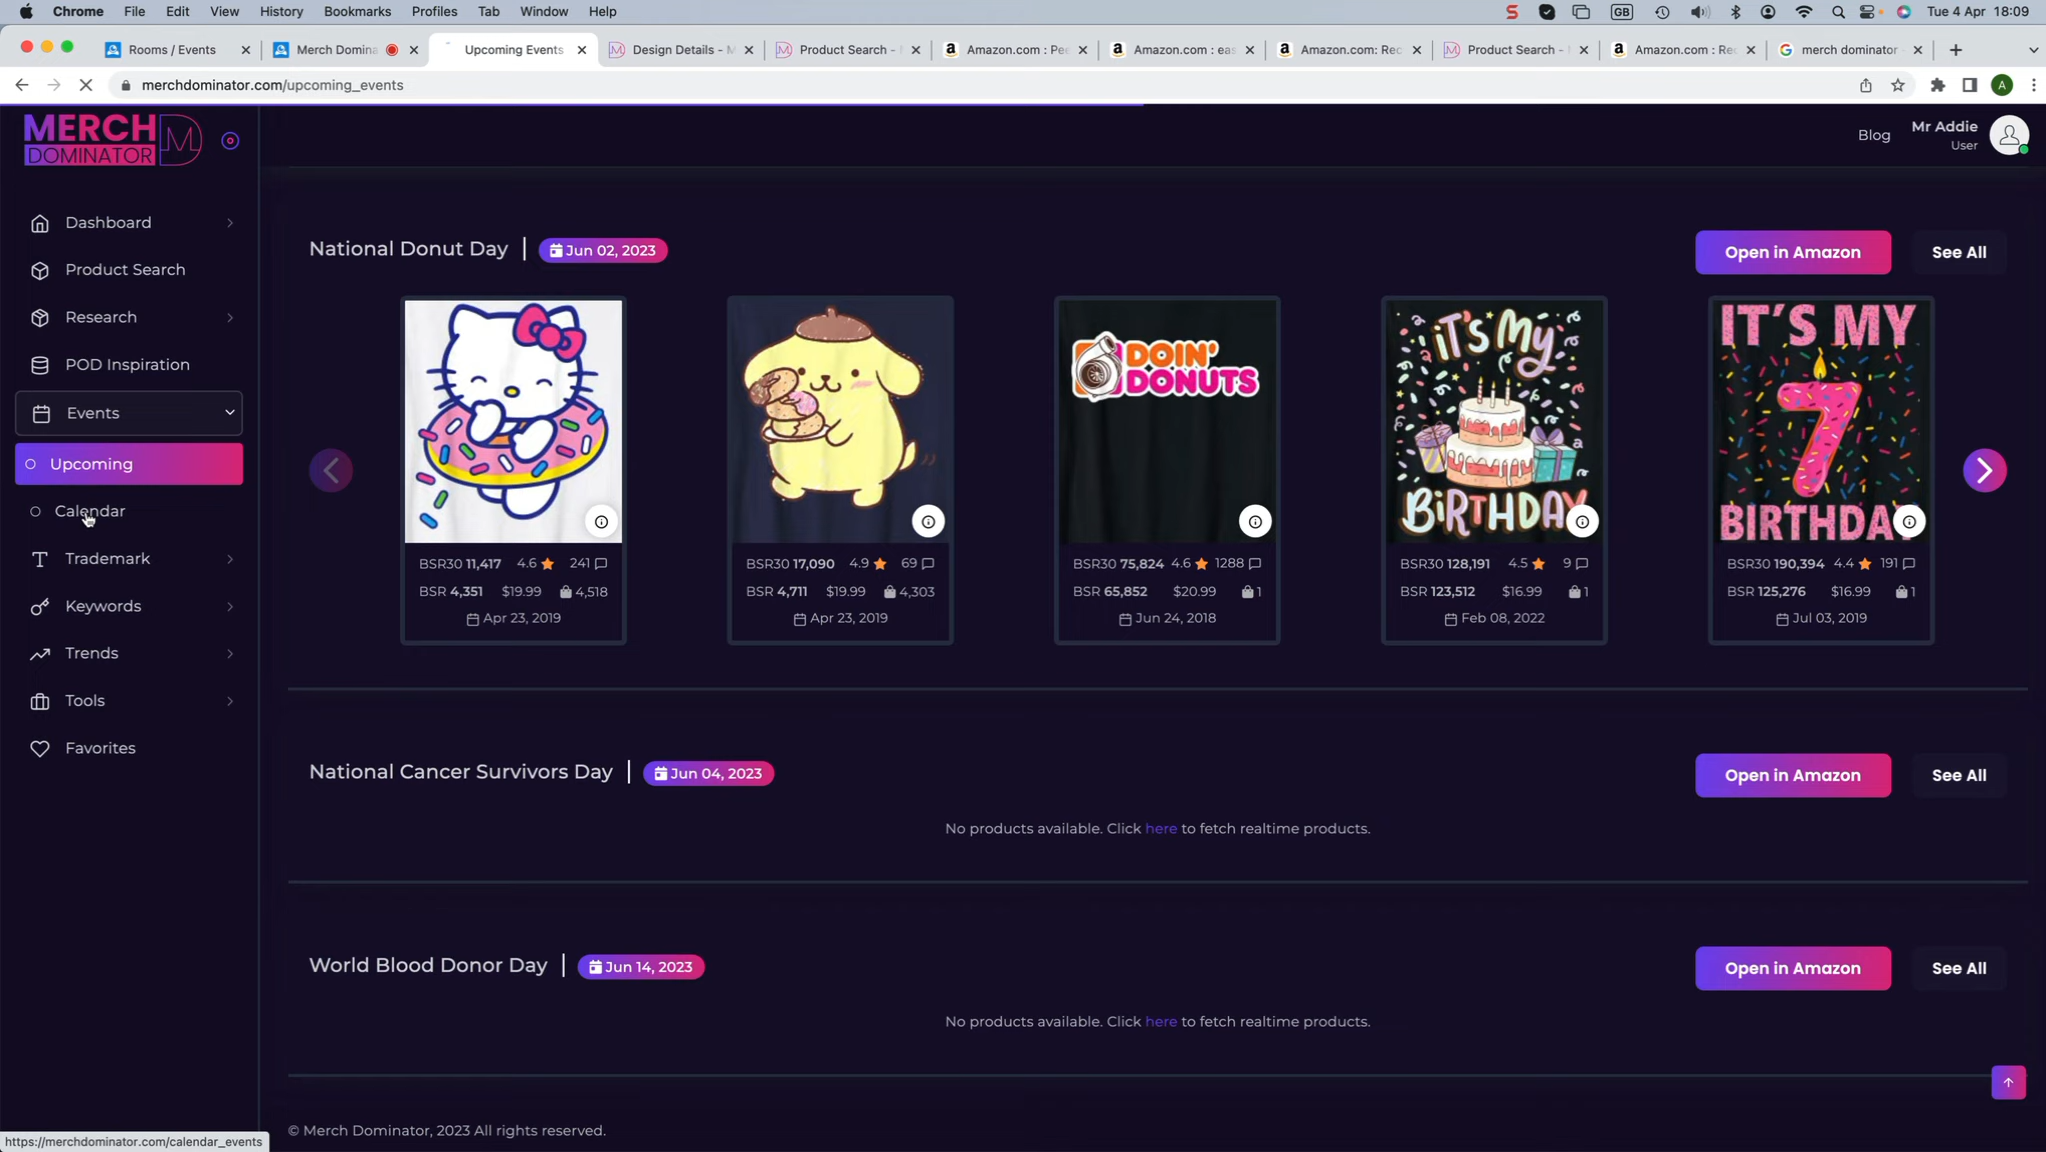 Chrome File Edit View History Bookmarks Profiles Tab Window Help
S GB Tue 4 Apr 18:09
Rooms / Events Merch Domina Upcoming Events Design Details - M Product Search - Amazon.com : Pee Amazon.com : eas Amazon.com: Rec Product Search - Amazon.com : Rec merch dominator -
merchdominator.com/upcoming_events A
MERCH
DOMINATOR
Blog
Mr Addie
User
Dashboard
Product Search
Research
POD Inspiration
Events
Upcoming
Calendar
Trademark
Keywords
Trends
Tools
Favorites
National Donut Day | Jun 02, 2023
Open in Amazon See All
DOIN'
DONUTS
iT'S My
BiRTHDAY
IT'S MY
7
BIRTHDA
BSR30 11,417 4.6 241
BSR 4,351 $19.99 4,518
Apr 23, 2019
BSR30 17,090 4.9 69
BSR 4,711 $19.99 4,303
Apr 23, 2019
BSR30 75,824 4.6 1288
BSR 65,852 $20.99 1
Jun 24, 2018
BSR30 128,191 4.5 9
BSR 123,512 $16.99 1
Feb 08, 2022
BSR30 190,394 4.4 191
BSR 125,276 $16.99 1
Jul 03, 2019
National Cancer Survivors Day | Jun 04, 2023
Open in Amazon See All
No products available. Click here to fetch realtime products.
World Blood Donor Day | Jun 14, 2023
Open in Amazon See All
No products available. Click here to fetch realtime products.
© Merch Dominator, 2023 All rights reserved.
https://merchdominator.com/calendar_events